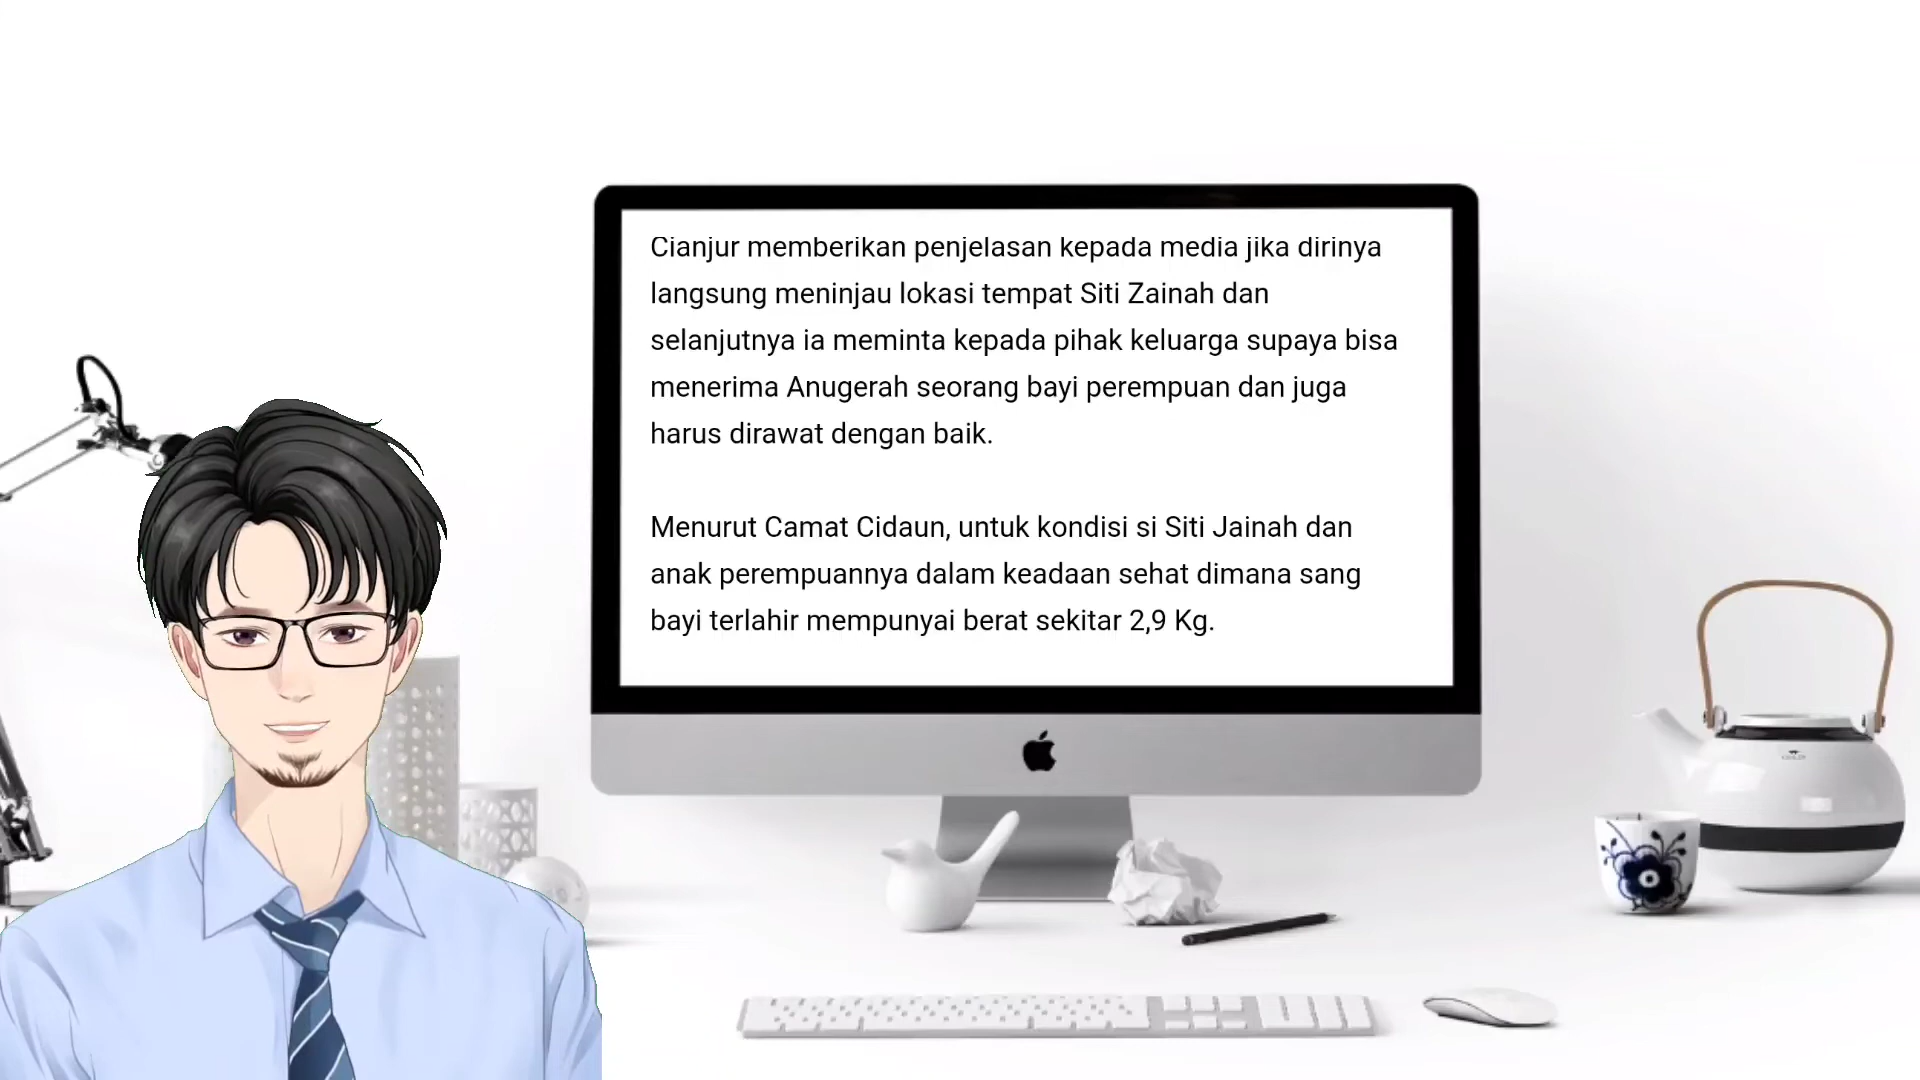 Cianjur memberikan penjelasan kepada media jika dirinya
langsung meninjau lokasi tempat Siti Zainah dan
selanjutnya ia meminta kepada pihak keluarga supaya bisa
menerima Anugerah seorang bayi perempuan dan juga
harus dirawat dengan baik.
Menurut Camat Cidaun, untuk kondisi si Siti Jainah dan
anak perempuannya dalam keadaan sehat dimana sang
bayi terlahir mempunyai berat sekitar 2,9 Kg.